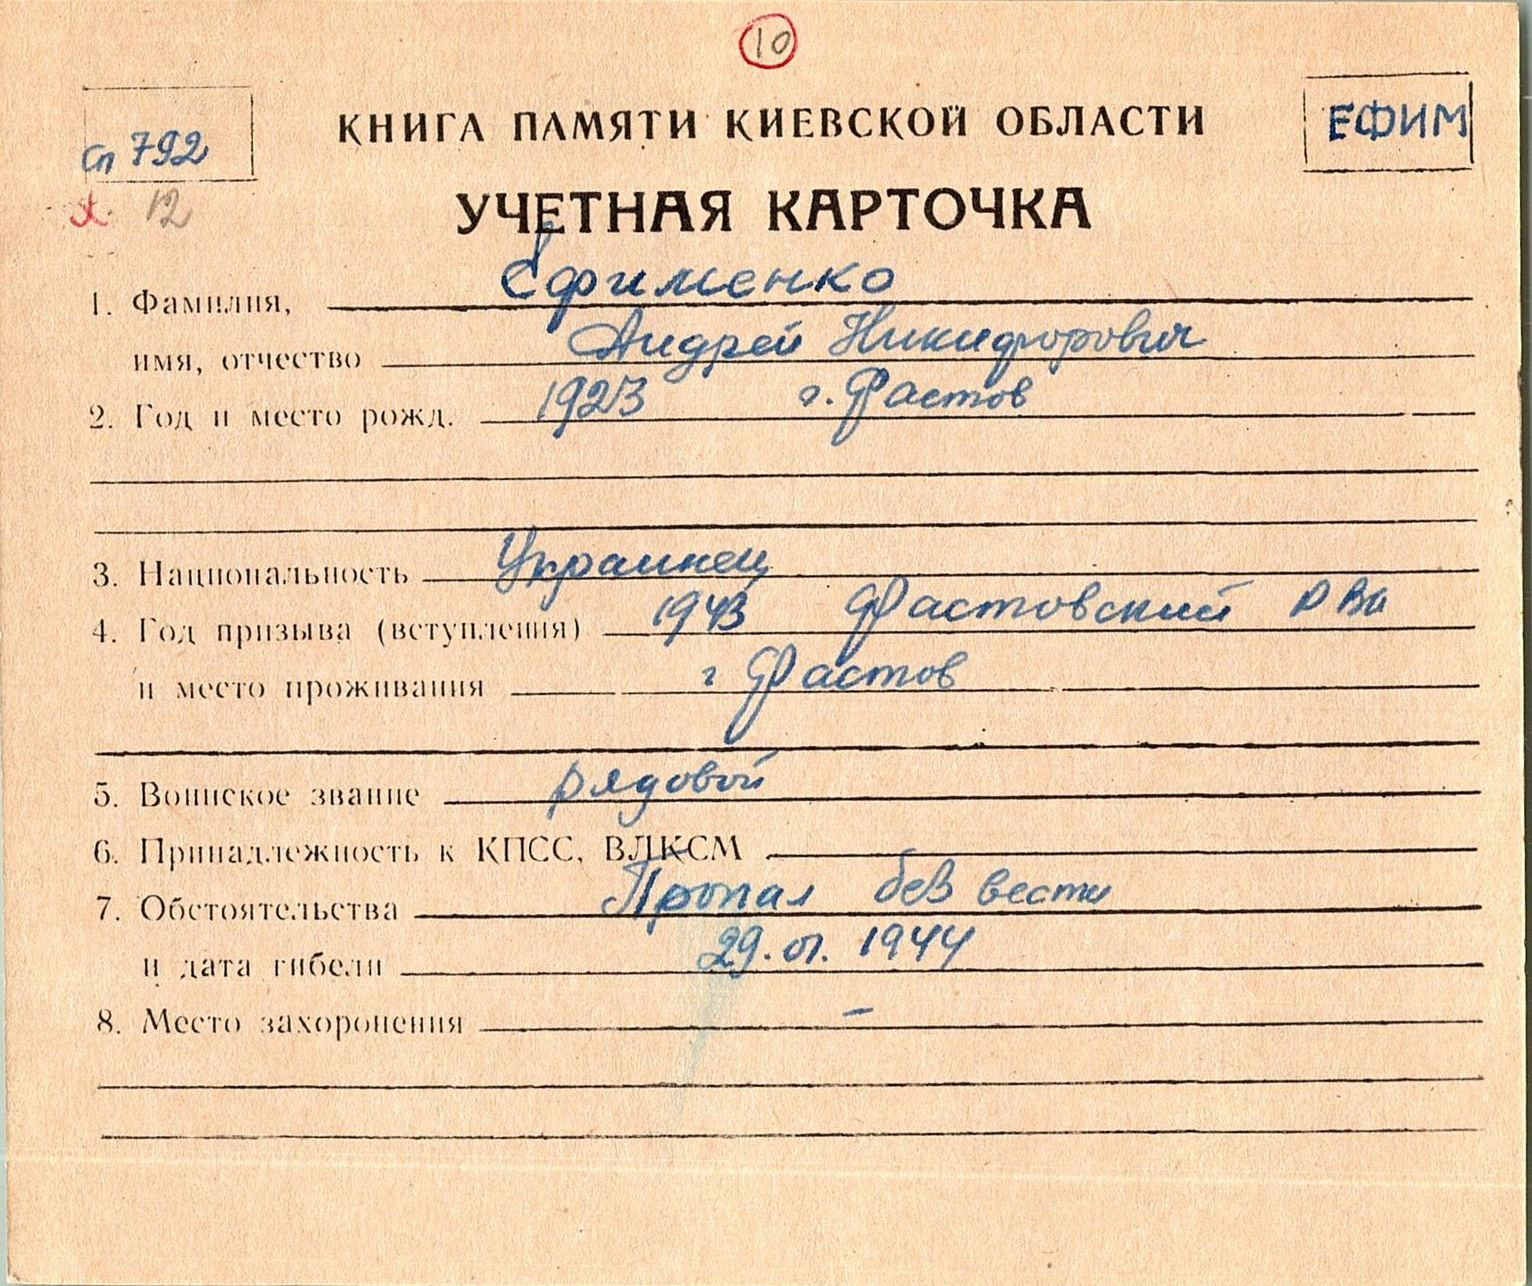 10
сп 792
КНИГА ПАМЯТИ КИЕВСКОЙ ОБЛАСТИ
ЕФИМ
12
УЧЕТНАЯ КАРТОЧКА
1. Фамилия, Ефименко
имя, отчество Андрей Никифорович
2. Год и место рожд. 1923 г. Фастов
3. Национальность Украинец
4. Год призыва (вступления) 1943 Фастовский РВК
и место проживания г Фастов
5. Воинское звание рядовой
6. Принадлежность к КПСС, ВЛКСМ
7. Обстоятельства Пропал без вести
и дата гибели 29.01.1944
8. Место захоронения –